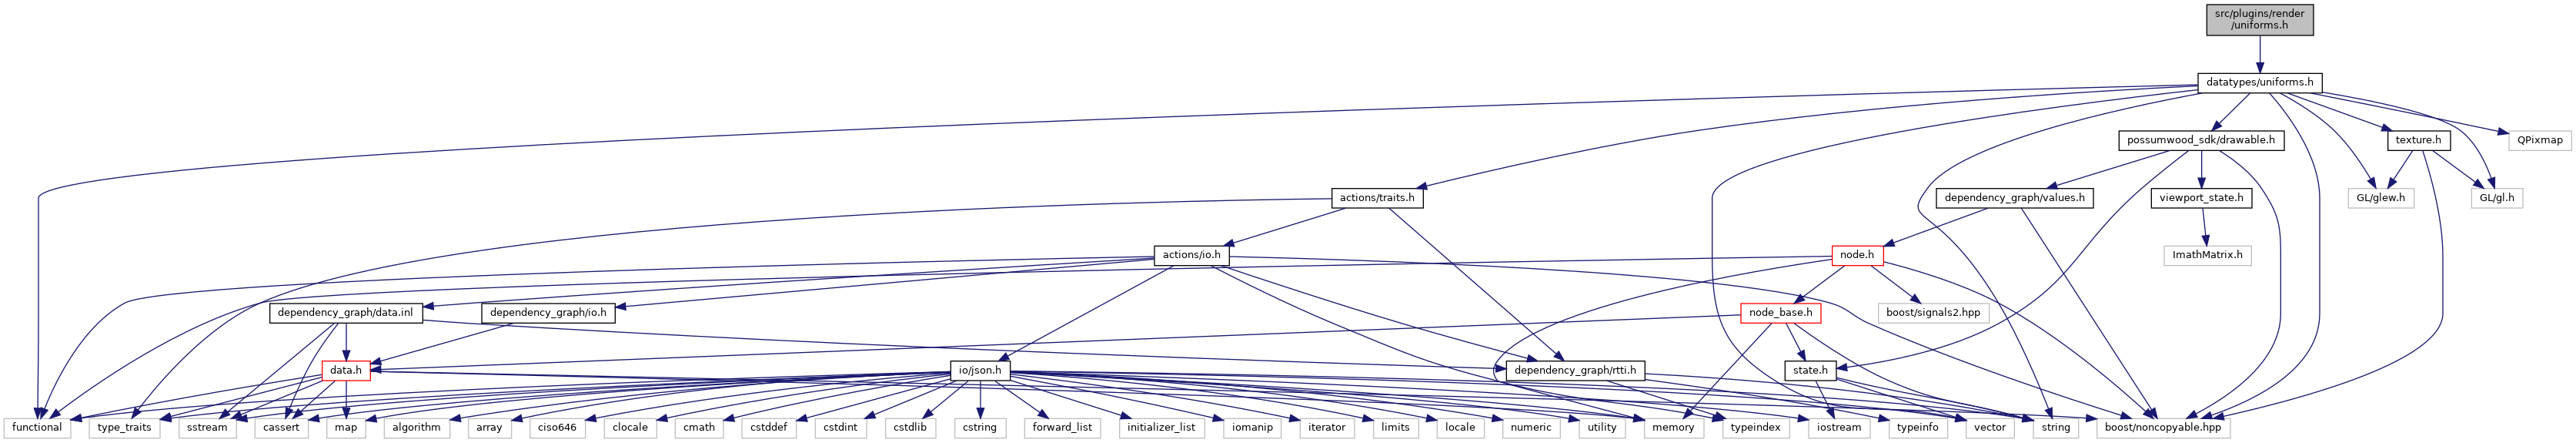 src/plugins/render
/uniforms.h
datatypes/uniforms.h
possumwood_sdk/drawable.h
texture.h
QPixmap
actions/traits.h
dependency_graph/values.h
viewport_state.h
GL/glew.h
GL/gl.h
actions/io.h
node.h
ImathMatrix.h
dependency_graph/data.inl
dependency_graph/io.h
node_base.h
boost/signals2.hpp
data.h
io/json.h
dependency_graph/rtti.h
state.h
functional
type_traits
sstream
cassert
map
algorithm
array
ciso646
clocale
cmath
cstddef
cstdint
cstdlib
cstring
forward_list
initializer_list
iomanip
iterator
limits
locale
numeric
utility
memory
typeindex
iostream
typeinfo
vector
string
boost/noncopyable.hpp